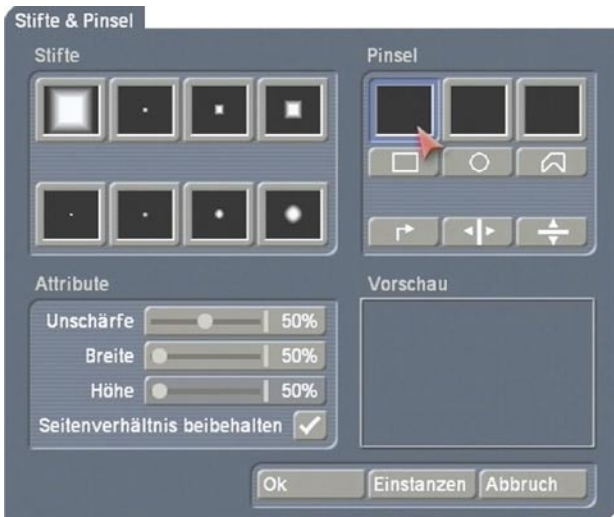 Stifte & Pinsel
Stifte
Pinsel
Attribute
Vorschau
Unschärfe 50%
Breite 50%
Höhe 50%
Seitenverhältnis beibehalten
Ok
Einstanzen
Abbruch